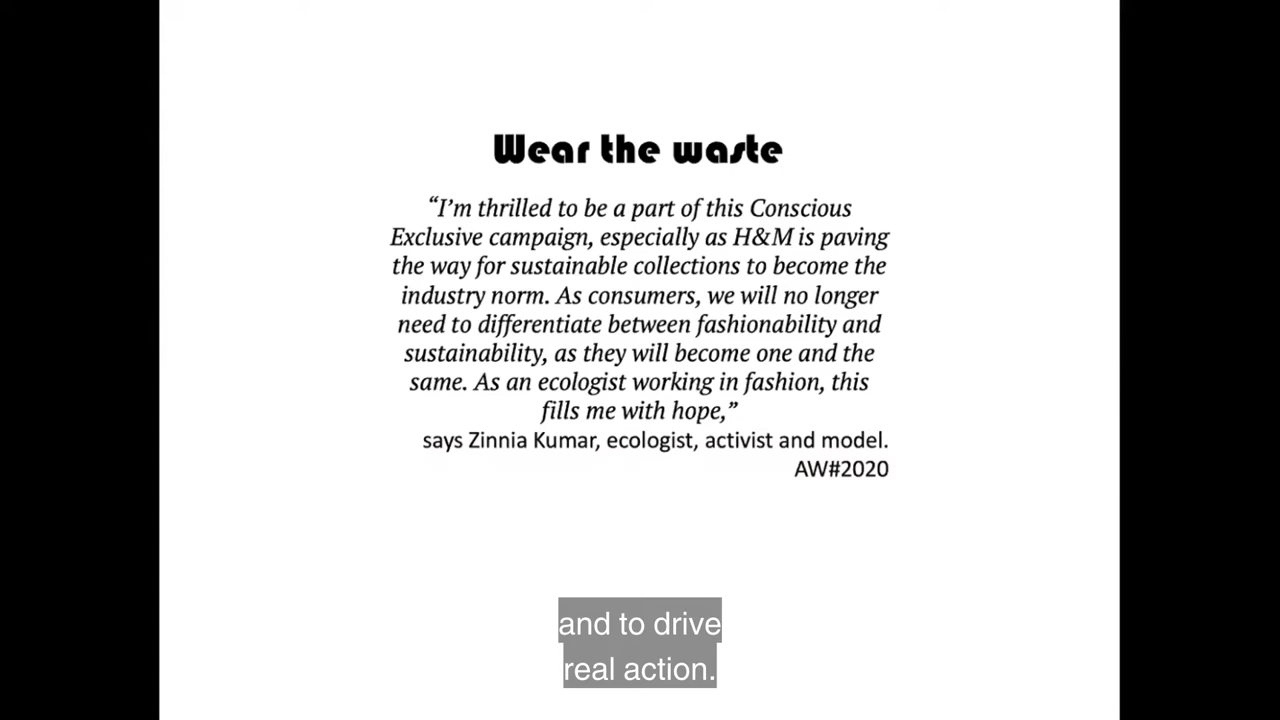 Wear the waste
“I’m thrilled to be a part of this Conscious
Exclusive campaign, especially as H&M is paving
the way for sustainable collections to become the
industry norm. As consumers, we will no longer
need to differentiate between fashionability and
sustainability, as they will become one and the
same. As an ecologist working in fashion, this
fills me with hope,”
says Zinnia Kumar, ecologist, activist and model.
AW#2020
and to drive
real action.